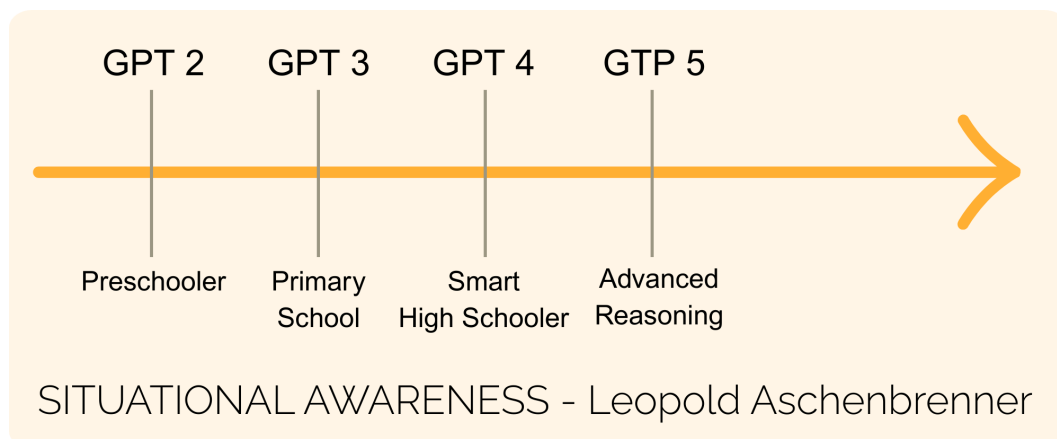 GPT 2 GPT 3 GPT 4 GTP 5
Preschooler Primary Smart Advanced
School High Schooler Reasoning
SITUATIONAL AWARENESS - Leopold Aschenbrenner